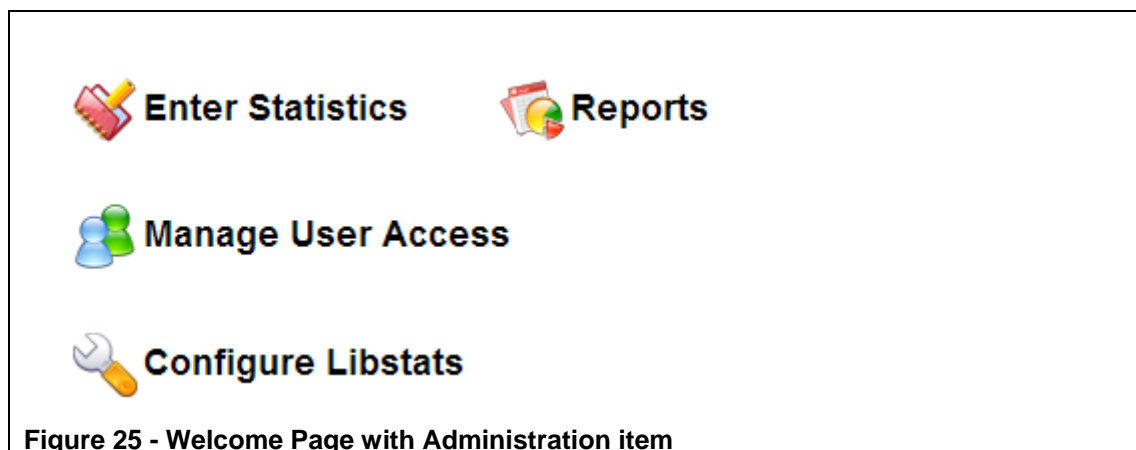 Enter Statistics Reports
Manage User Access
Configure Libstats
Figure 25 - Welcome Page with Administration item